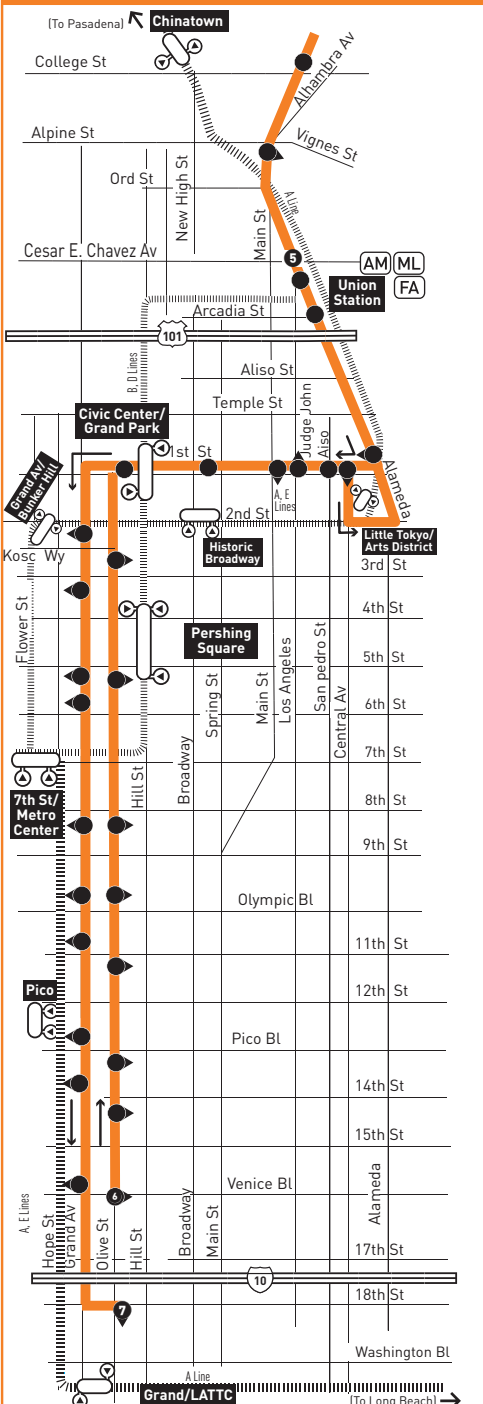 (To Pasadena)
Chinatown
College St
Alhambra Av
Alpine St
Vignes St
Ord St
New High St
Main St
A Line
Cesar E. Chavez Av
5
AM ML
FA
Union
Station
Arcadia St
101
B, D Lines
Aliso St
Temple St
Judge John
Aiso
Civic Center/
Grand Park
1st St
Alameda
Grand Av/
Bunker Hill
A, E
Lines
2nd St
Historic
Broadway
Little Tokyo/
Arts District
Kosc Wy
3rd St
Flower St
4th St
Pershing
Square
5th St
Spring St
Main St
Los Angeles
San pedro St
Central Av
6th St
7th St
Hill St
Broadway
7th St/
Metro
Center
8th St
9th St
Olympic Bl
11th St
12th St
Pico
Pico Bl
14th St
15th St
Venice Bl
6
A, E Lines
Hope St
Grand Av
Olive St
Hill St
Broadway
Main St
Alameda
17th St
10
18th St
7
Washington Bl
A Line
Grand/LATTC
(To Long Beach)